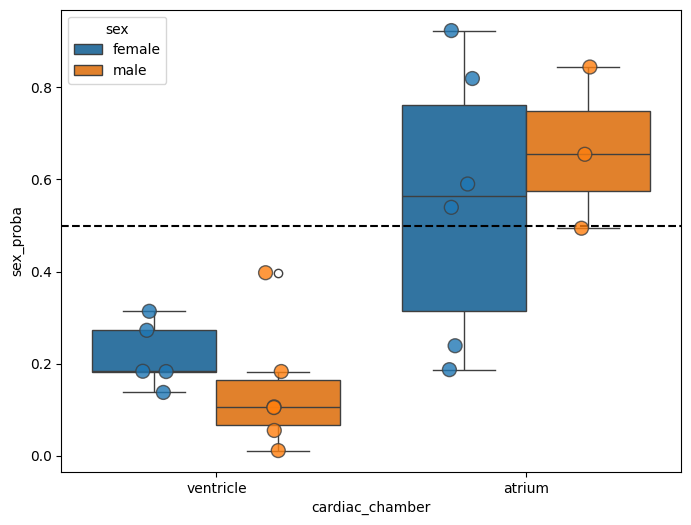 sex
female
male
0.8
0.6
0.4
0.2
0.0
sex_proba
ventricle
atrium
cardiac_chamber